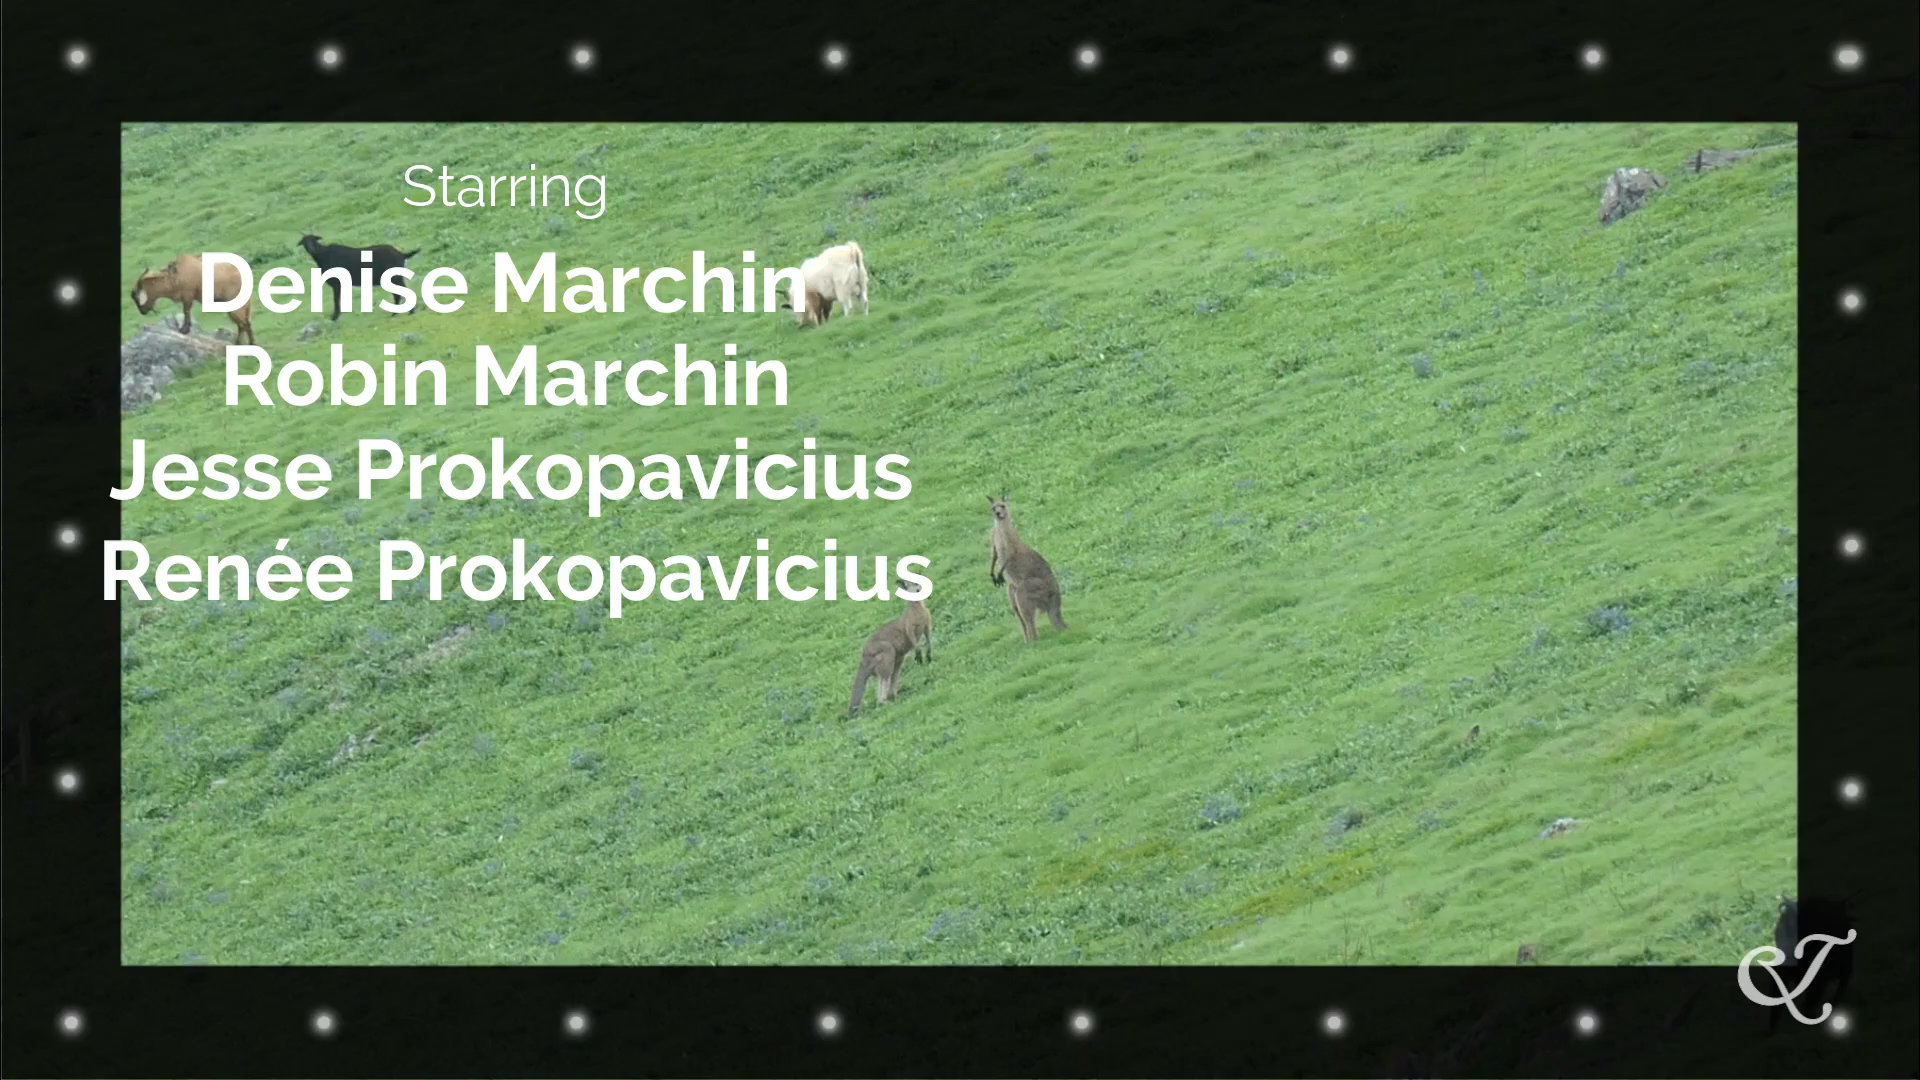 Starring
Denise Marchin
Robin Marchin
Jesse Prokopavicius
Renée Prokopavicius